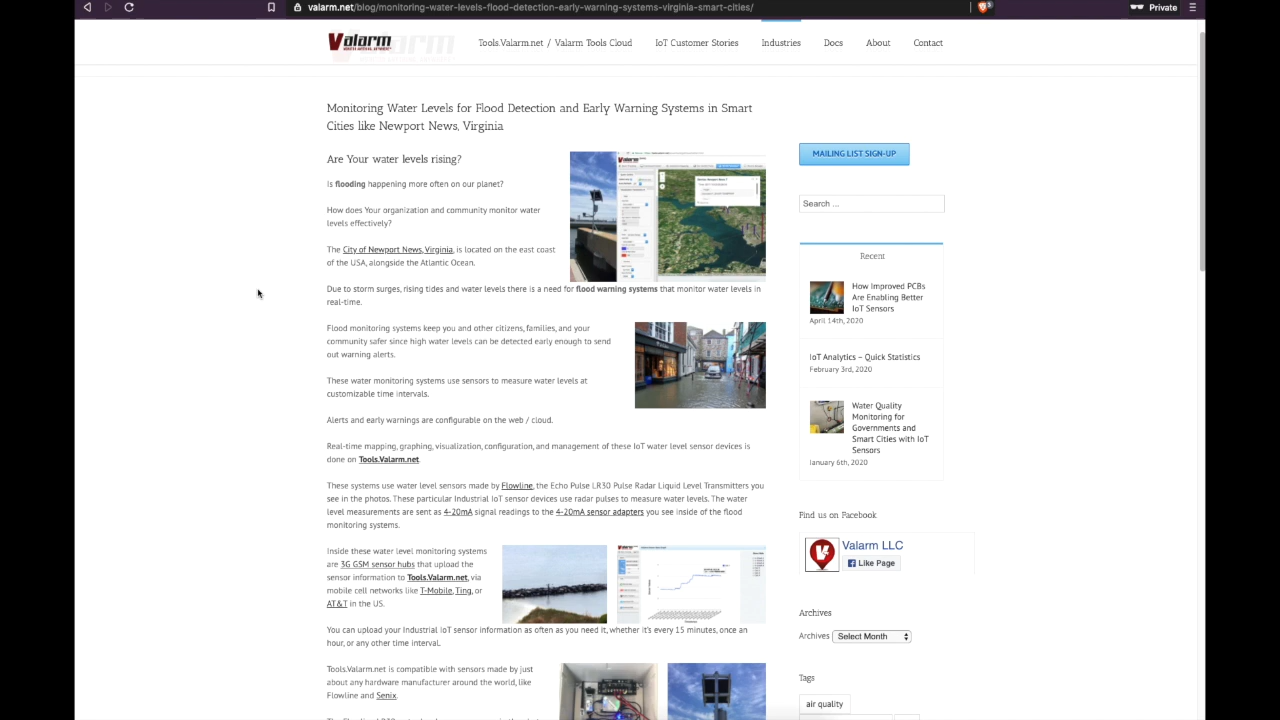 valarm.net/blog/monitoring-water-levels-flood-detection-early-warning-systems-virginia-smart-cities/
5
Private
Valarm
Tools.Valarm.net / Valarm Tools Cloud
IoT Customer Stories
Industries
Docs
About
Contact
Monitoring Water Levels for Flood Detection and Early Warning Systems in Smart
Cities like Newport News, Virginia
Are Your water levels rising?
Is flooding happening more often on our planet?
How does Your organization and community monitor water
levels effectively?
The City of Newport News, Virginia, is located on the east coast
of the USA, alongside the Atlantic Ocean.
Due to storm surges, rising tides and water levels there is a need for flood warning systems that monitor water levels in
real-time.
Flood monitoring systems keep you and other citizens, families, and your
community safer since high water levels can be detected early enough to send
out warning alerts.
These water monitoring systems use sensors to measure water levels at
customizable time intervals.
Alerts and early warnings are configurable on the web / cloud.
Real-time mapping, graphing, visualization, configuration, and management of these IoT water level sensor devices is
done on Tools.Valarm.net.
These systems use water level sensors made by Flowline, the Echo Pulse LR30 Pulse Radar Liquid Level Transmitters you
see in the photos. These particular Industrial IoT sensor devices use radar pulses to measure water levels. The water
level measurements are sent as 4-20mA signal readings to the 4-20mA sensor adapters you see inside of the flood
monitoring systems.
Inside these water level monitoring systems
are 3G GSM sensor hubs that upload the
sensor information to Tools.Valarm.net, via
mobile cell networks like T-Mobile, Ting, or
AT&T in the US.
You can upload your Industrial IoT sensor information as often as you need it, whether it's every 15 minutes, once an
hour, or any other time interval.
Tools.Valarm.net is compatible with sensors made by just
about any hardware manufacturer around the world, like
Flowline and Senix.
MAILING LIST SIGN-UP
Search ...
Recent
How Improved PCBs
Are Enabling Better
IoT Sensors
April 14th, 2020
IoT Analytics – Quick Statistics
February 3rd, 2020
Water Quality
Monitoring for
Governments and
Smart Cities with IoT
Sensors
January 6th, 2020
Find us on Facebook
Valarm LLC
Like Page
Archives
Archives
Select Month
Tags
air quality